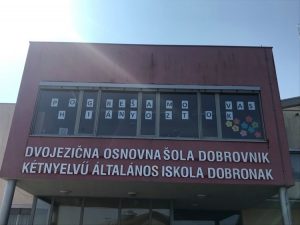 POGREŠAMO VAS
HIÁNYOZTOK
DVOJEZIČNA OSNOVNA ŠOLA DOBROVNIK
KÉTNYELVŰ ÁLTALÁNOS ISKOLA DOBRONAK